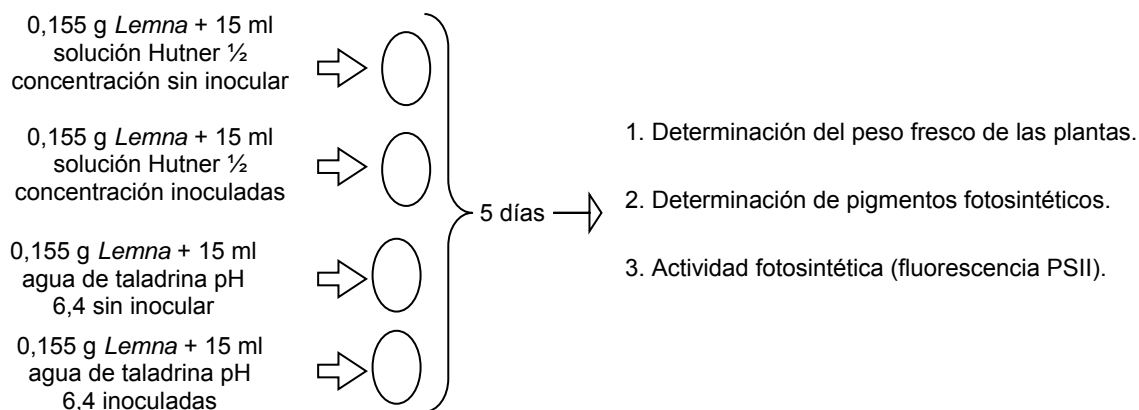 0,155 g Lemna + 15 ml
solución Hutner ½
concentración sin inocular
0,155 g Lemna + 15 ml
solución Hutner ½
concentración inoculadas
0,155 g Lemna + 15 ml
agua de taladrina pH
6,4 sin inocular
0,155 g Lemna + 15 ml
agua de taladrina pH
6,4 inoculadas
5 días
1. Determinación del peso fresco de las plantas.
2. Determinación de pigmentos fotosintéticos.
3. Actividad fotosintética (fluorescencia PSII).